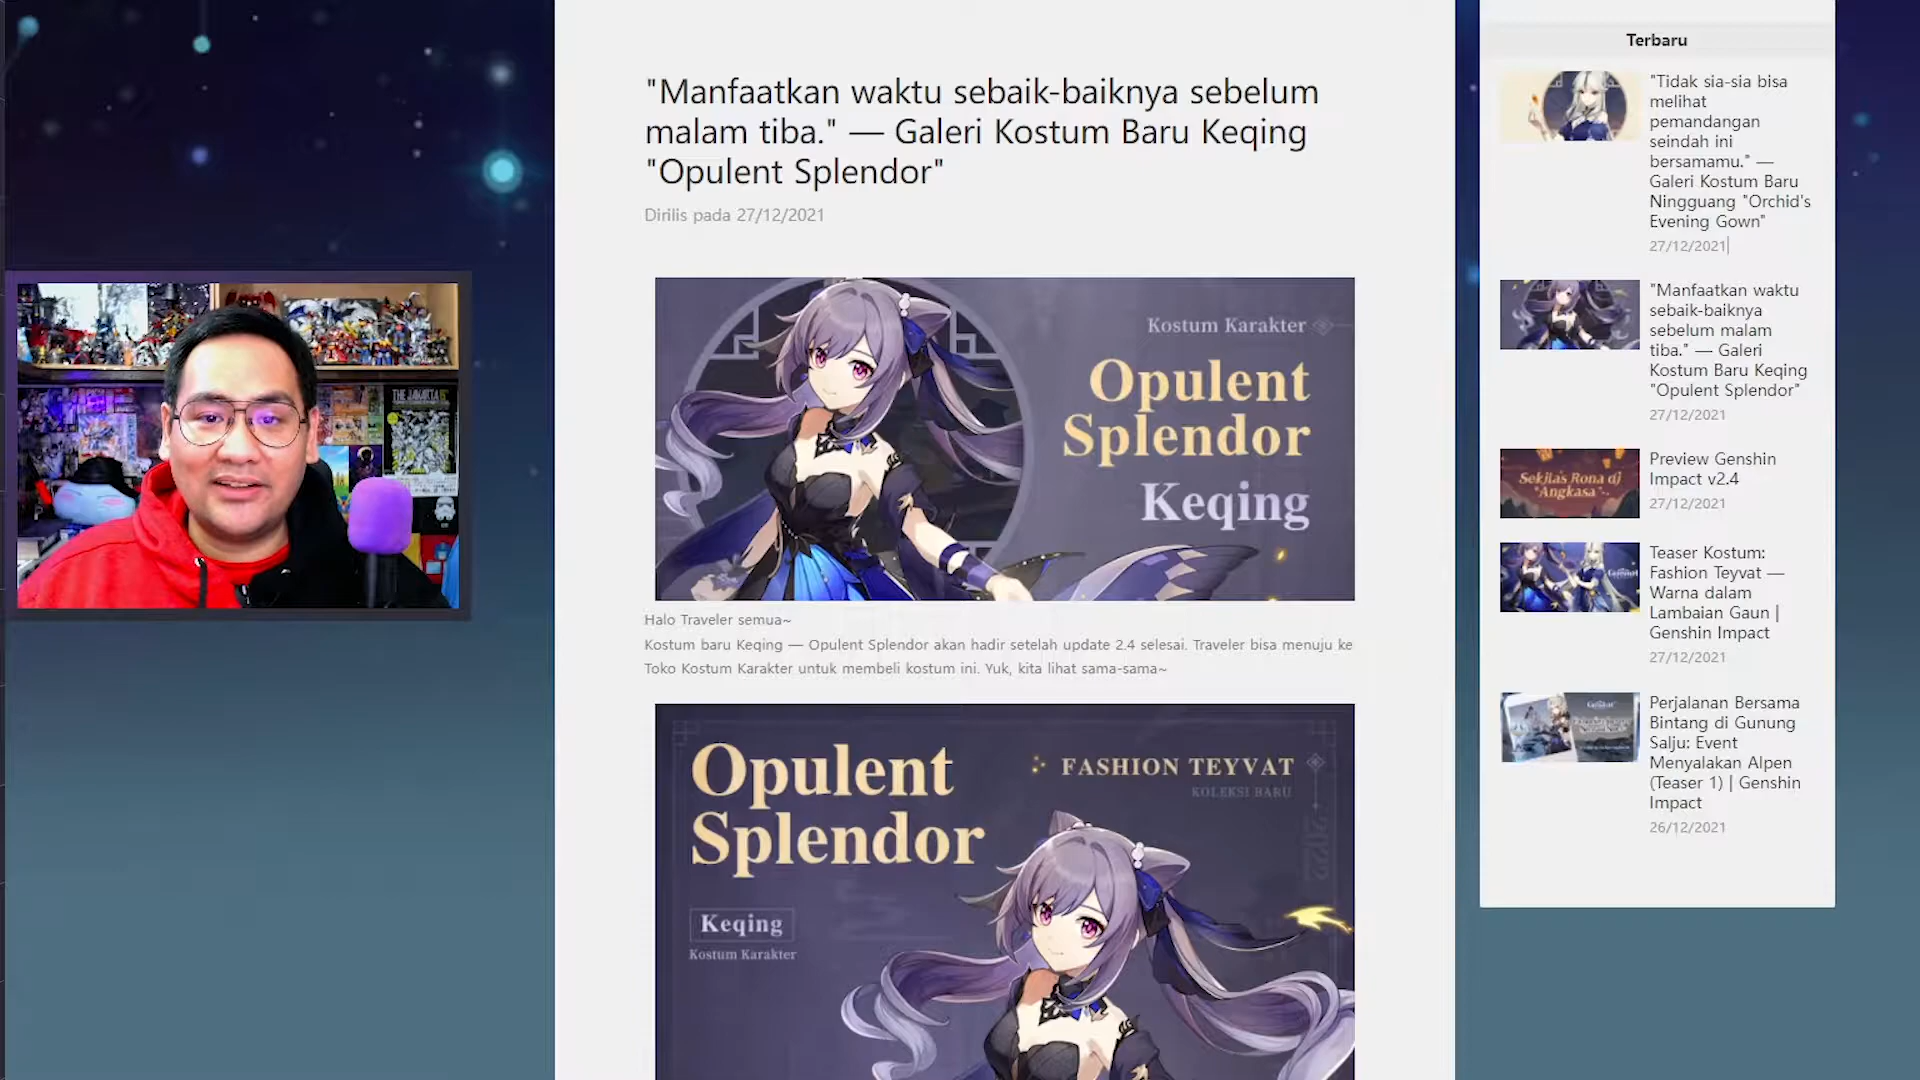 "Manfaatkan waktu sebaik-baiknya sebelum
malam tiba." — Galeri Kostum Baru Keqing
"Opulent Splendor"
Dirilis pada 27/12/2021
Kostum Karakter
Opulent
Splendor
Keqing
Halo Traveler semua~
Kostum baru Keqing — Opulent Splendor akan hadir setelah update 2.4 selesai. Traveler bisa menuju ke
Toko Kostum Karakter untuk membeli kostum ini. Yuk, kita lihat sama-sama~
Opulent
Splendor
FASHION TEYVAT
KOLEKSI BARU
2022
Keqing
Kostum Karakter
THE JAKARTA
Terbaru
"Tidak sia-sia bisa
melihat
pemandangan
seindah ini
bersamamu." —
Galeri Kostum Baru
Ningguang "Orchid's
Evening Gown"
27/12/2021
"Manfaatkan waktu
sebaik-baiknya
sebelum malam
tiba." — Galeri
Kostum Baru Keqing
"Opulent Splendor"
27/12/2021
Sekilas Rona di
Angkasa
Preview Genshin
Impact v2.4
27/12/2021
Teaser Kostum:
Fashion Teyvat —
Warna dalam
Lambaian Gaun |
Genshin Impact
27/12/2021
Perjalanan Bersama
Bintang di Gunung
Salju: Event
Menyalakan Alpen
(Teaser 1) | Genshin
Impact
26/12/2021